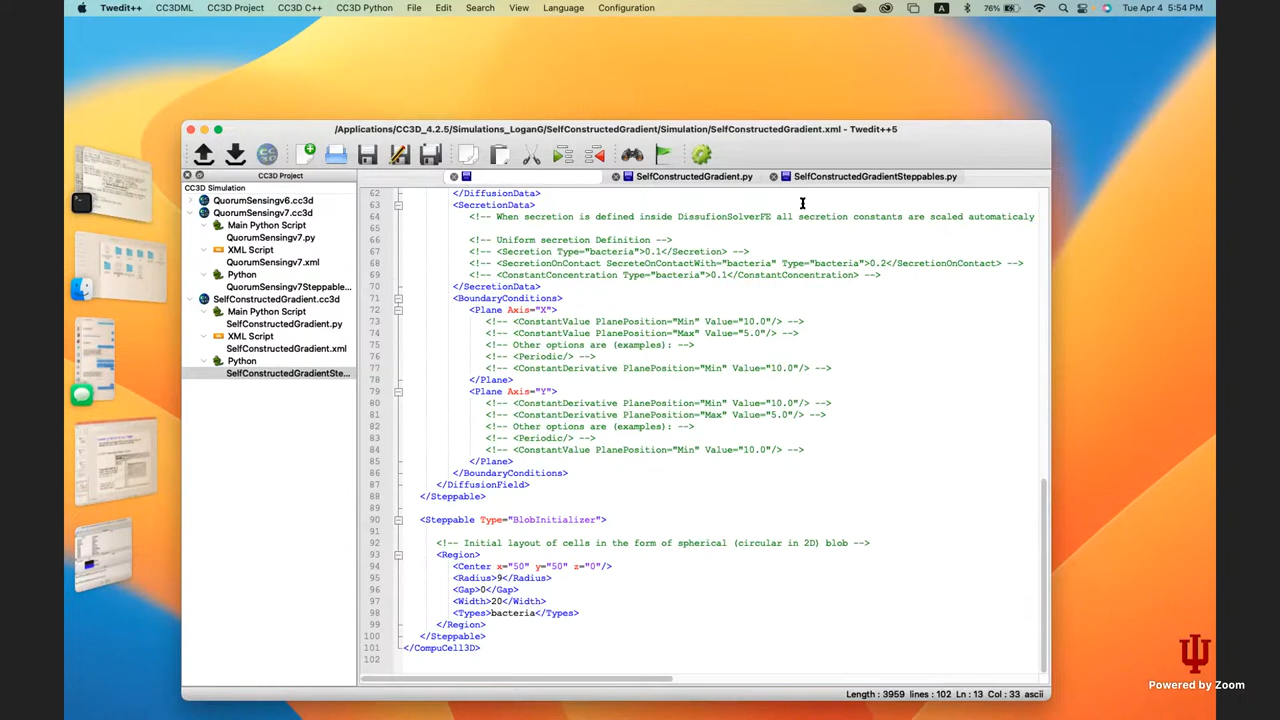 Twedit++ CC3DML CC3D Project CC3D C++ CC3D Python File Edit Search View Language Configuration A 76% Tue Apr 4 5:54 PM
/Applications/CC3D_4.2.5/Simulations_LoganG/SelfConstructedGradient/Simulation/SelfConstructedGradient.xml - Twedit++5
CC3D Project
SelfConstructedGradient.py
SelfConstructedGradientSteppables.py
CC3D Simulation
QuorumSensingv6.cc3d
QuorumSensingv7.cc3d
Main Python Script
QuorumSensingv7.py
XML Script
QuorumSensingv7.xml
Python
QuorumSensingv7Steppable...
SelfConstructedGradient.cc3d
Main Python Script
SelfConstructedGradient.py
XML Script
SelfConstructedGradient.xml
Python
SelfConstructedGradientSte...
62 </DiffusionData>
63 <SecretionData>
64 <!-- When secretion is defined inside DissufionSolverFE all secretion constants are scaled automaticaly
65
66 <!-- Uniform secretion Definition -->
67 <!-- <Secretion Type="bacteria">0.1</Secretion> -->
68 <!-- <SecretionOnContact SecreteOnContactWith="bacteria" Type="bacteria">0.2</SecretionOnContact> -->
69 <!-- <ConstantConcentration Type="bacteria">0.1</ConstantConcentration> -->
70 </SecretionData>
71 <BoundaryConditions>
72 <Plane Axis="X">
73 <!-- <ConstantValue PlanePosition="Min" Value="10.0"/> -->
74 <!-- <ConstantValue PlanePosition="Max" Value="5.0"/> -->
75 <!-- Other options are (examples): -->
76 <!-- <Periodic/> -->
77 <!-- <ConstantDerivative PlanePosition="Min" Value="10.0"/> -->
78 </Plane>
79 <Plane Axis="Y">
80 <!-- <ConstantDerivative PlanePosition="Min" Value="10.0"/> -->
81 <!-- <ConstantDerivative PlanePosition="Max" Value="5.0"/> -->
82 <!-- Other options are (examples): -->
83 <!-- <Periodic/> -->
84 <!-- <ConstantValue PlanePosition="Min" Value="10.0"/> -->
85 </Plane>
86 </BoundaryConditions>
87 </DiffusionField>
88 </Steppable>
89
90 <Steppable Type="BlobInitializer">
91
92 <!-- Initial layout of cells in the form of spherical (circular in 2D) blob -->
93 <Region>
94 <Center x="50" y="50" z="0"/>
95 <Radius>9</Radius>
96 <Gap>0</Gap>
97 <Width>20</Width>
98 <Types>bacteria</Types>
99 </Region>
100 </Steppable>
101 </CompuCell3D>
102
Length : 3959 lines : 102 Ln : 13 Col : 33 ascii
Powered by Zoom